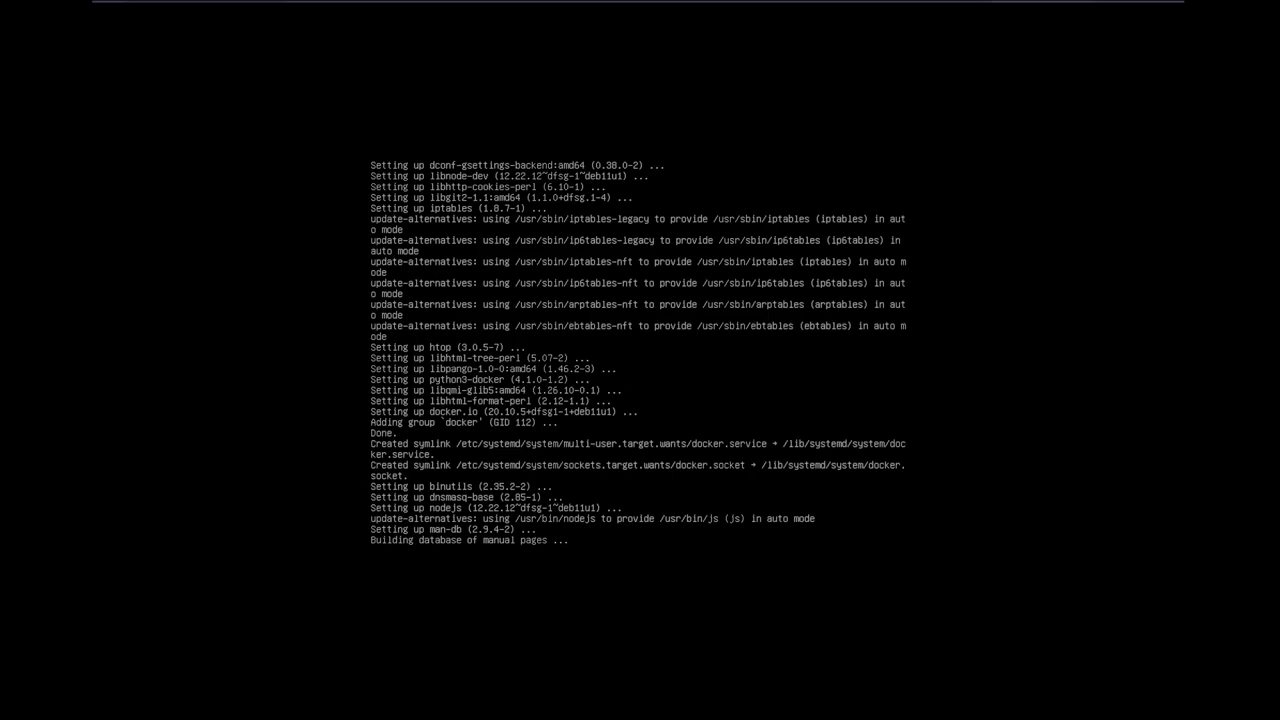 Setting up dconf-gsettings-backend:amd64 (0.38.0-2) ...
Setting up libnode-dev (12.22.12~dfsg-1~deb11u1) ...
Setting up libhttp-cookies-perl (6.10-1) ...
Setting up libgit2-1.1:amd64 (1.1.0+dfsg.1-4) ...
Setting up iptables (1.8.7-1) ...
update-alternatives: using /usr/sbin/iptables-legacy to provide /usr/sbin/iptables (iptables) in aut
o mode
update-alternatives: using /usr/sbin/ip6tables-legacy to provide /usr/sbin/ip6tables (ip6tables) in
auto mode
update-alternatives: using /usr/sbin/iptables-nft to provide /usr/sbin/iptables (iptables) in auto m
ode
update-alternatives: using /usr/sbin/ip6tables-nft to provide /usr/sbin/ip6tables (ip6tables) in aut
o mode
update-alternatives: using /usr/sbin/arptables-nft to provide /usr/sbin/arptables (arptables) in aut
o mode
update-alternatives: using /usr/sbin/ebtables-nft to provide /usr/sbin/ebtables (ebtables) in auto m
ode
Setting up htop (3.0.5-7) ...
Setting up libhtml-tree-perl (5.07-2) ...
Setting up libpango-1.0-0:amd64 (1.46.2-3) ...
Setting up python3-docker (4.1.0-1.2) ...
Setting up libqmi-glib5:amd64 (1.26.10-0.1) ...
Setting up libhtml-format-perl (2.12-1.1) ...
Setting up docker.io (20.10.5+dfsg1-1+deb11u1) ...
Adding group `docker' (GID 112) ...
Done.
Created symlink /etc/systemd/system/multi-user.target.wants/docker.service → /lib/systemd/system/doc
ker.service.
Created symlink /etc/systemd/system/sockets.target.wants/docker.socket → /lib/systemd/system/docker.
socket.
Setting up binutils (2.35.2-2) ...
Setting up dnsmasq-base (2.85-1) ...
Setting up nodejs (12.22.12~dfsg-1~deb11u1) ...
update-alternatives: using /usr/bin/nodejs to provide /usr/bin/js (js) in auto mode
Setting up man-db (2.9.4-2) ...
Building database of manual pages ...